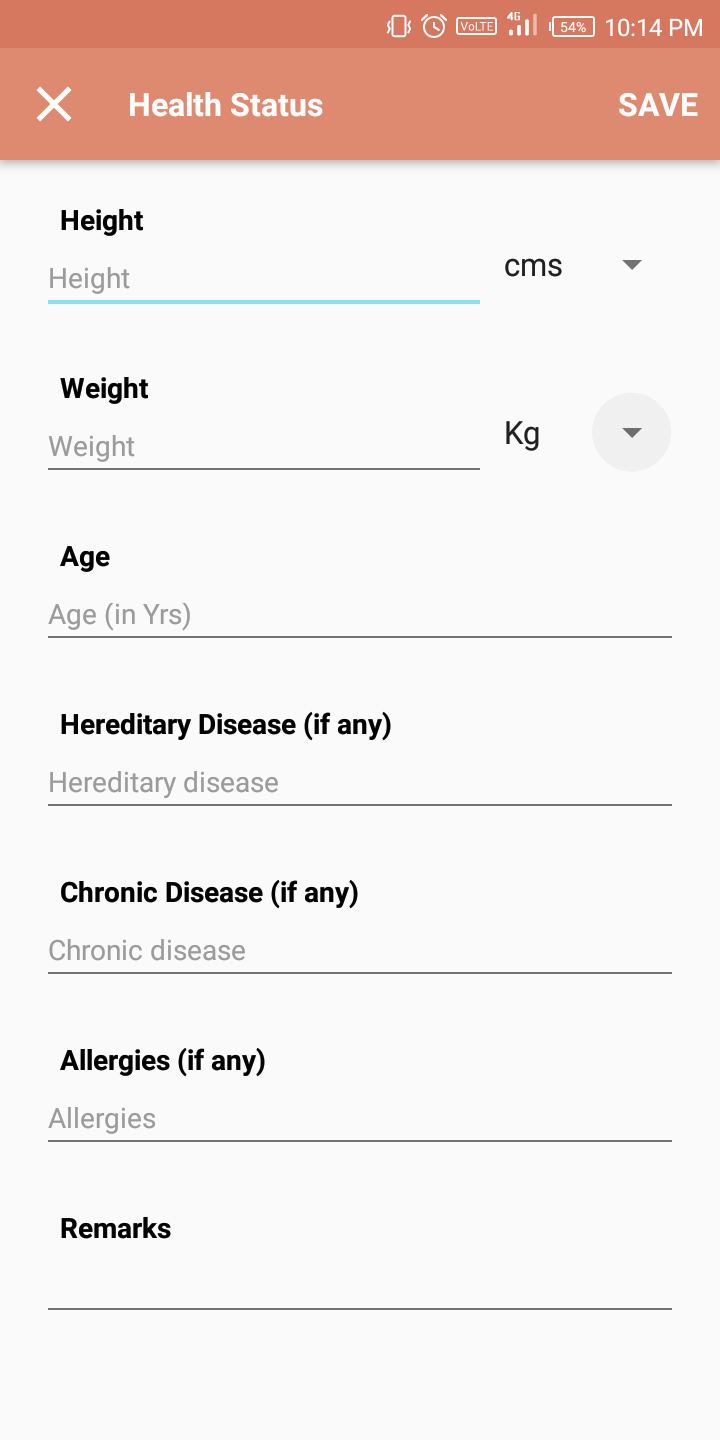 VoLTE 4G 54% 10:14 PM
Health Status SAVE
Height
Height cms
Weight
Weight Kg
Age
Age (in Yrs)
Hereditary Disease (if any)
Hereditary disease
Chronic Disease (if any)
Chronic disease
Allergies (if any)
Allergies
Remarks